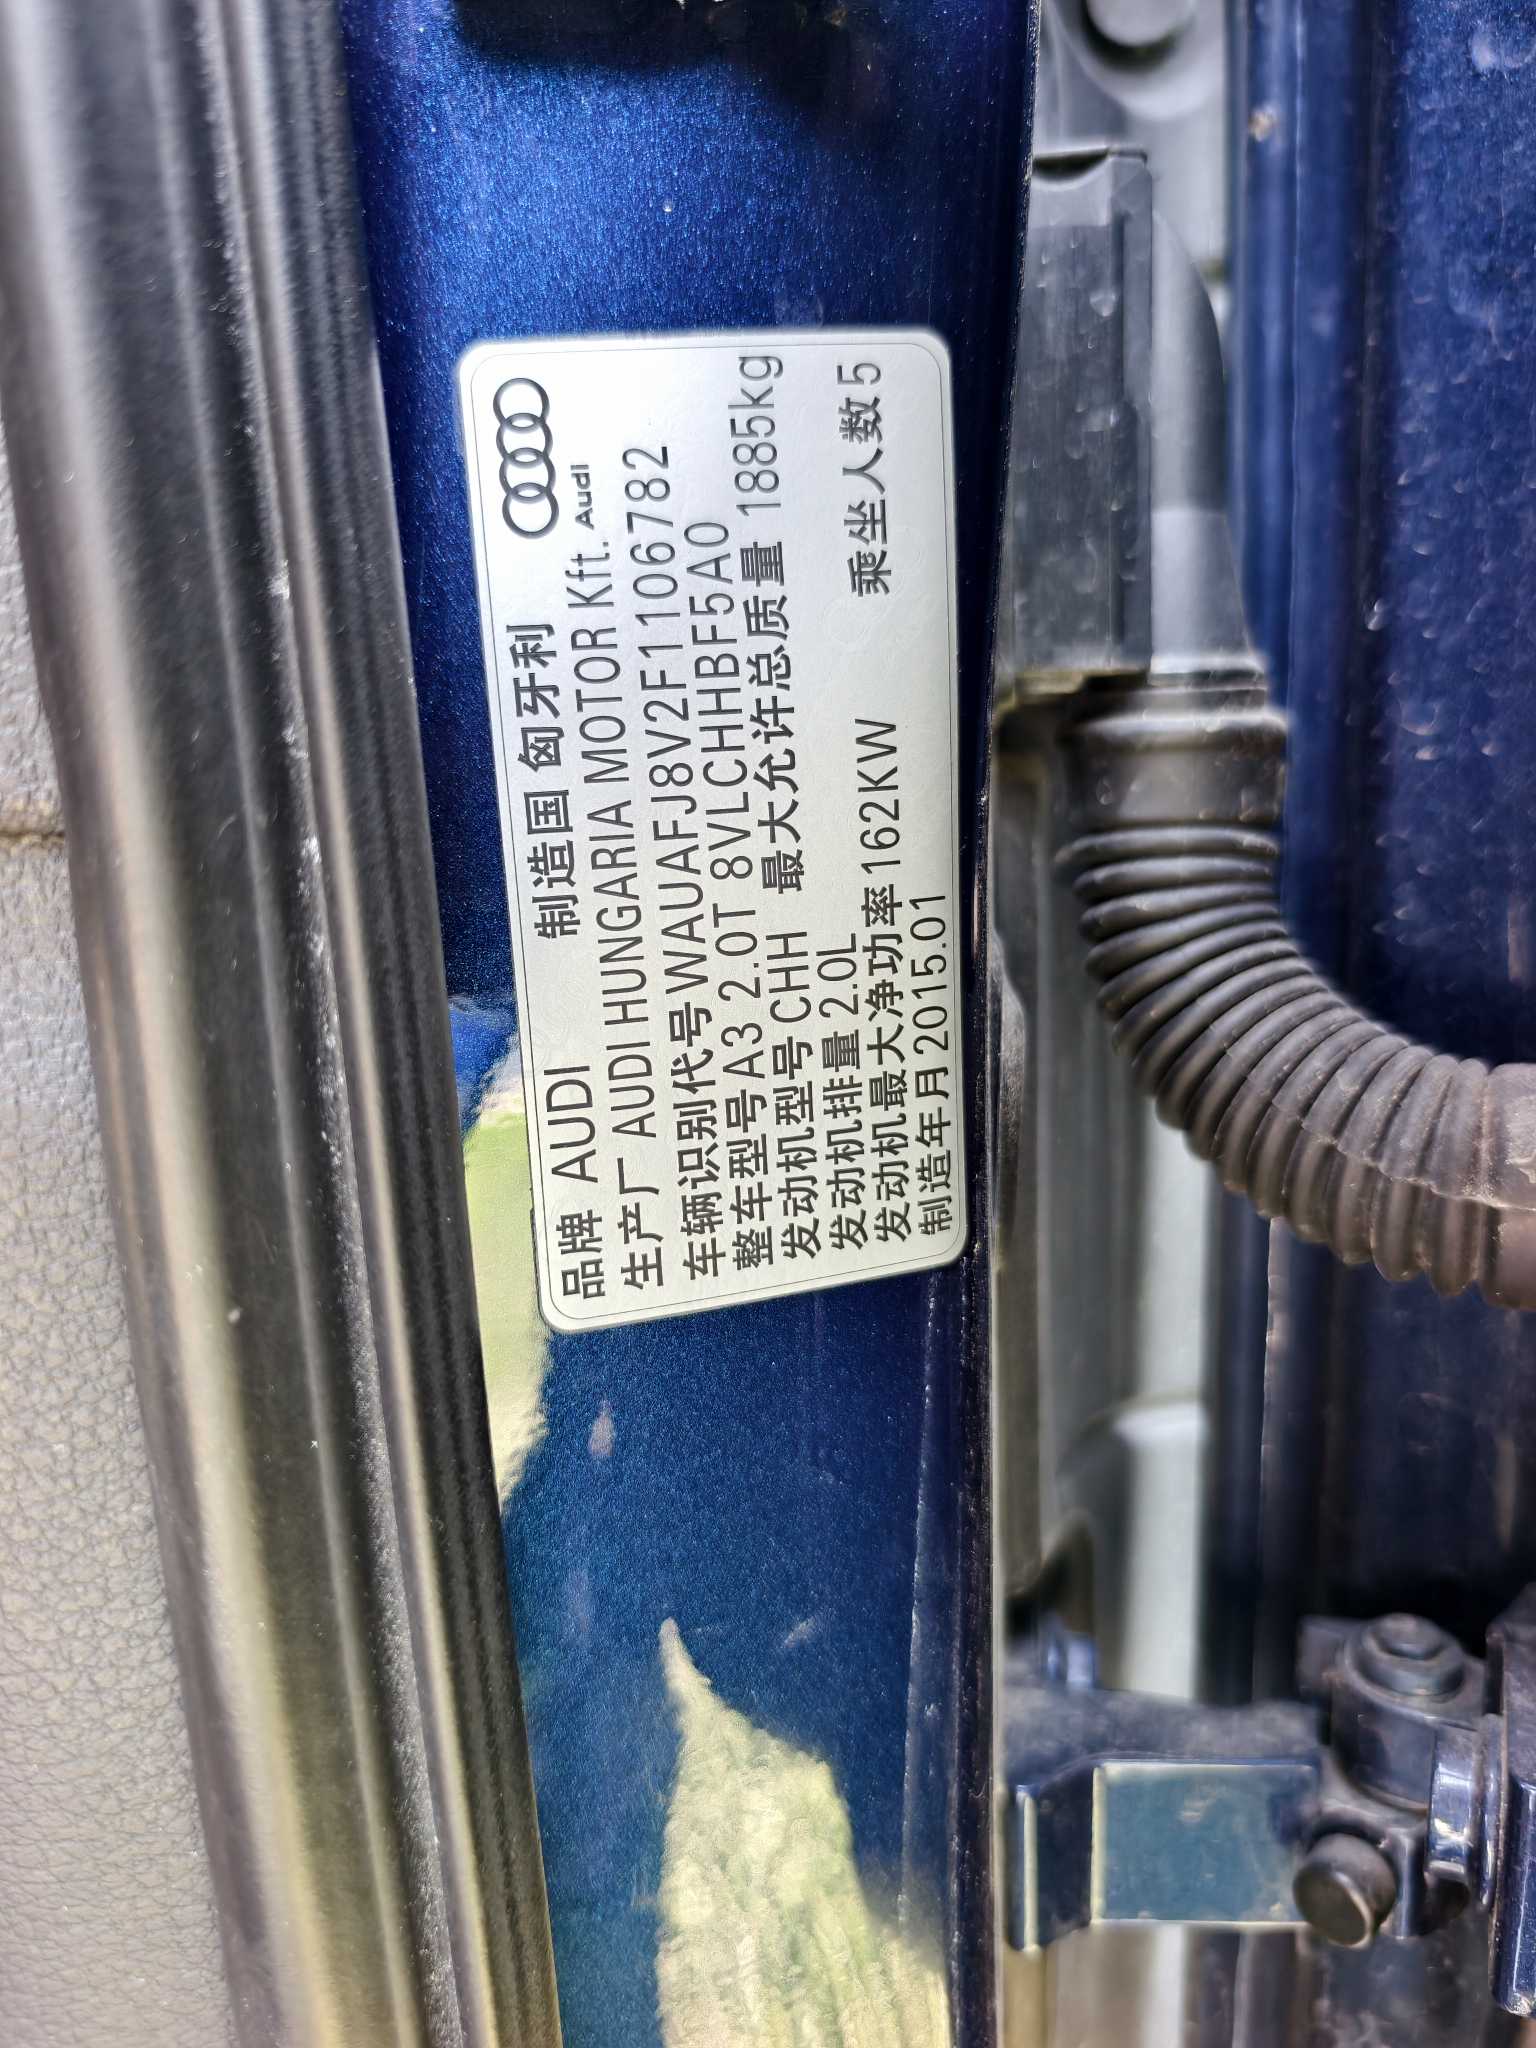 品牌 AUDI 制造国 匈牙利
Audi
生产厂 AUDI HUNGARIA MOTOR Kft.
车辆识别代号 WAUAFJ8V2F1106782
整车型号 A3 2.0T 8VLCHHBF5A0
发动机型号 CHH 最大允许总质量 1885kg
发动机排量 2.0L
发动机最大净功率 162KW 乘坐人数 5
制造年月 2015.01